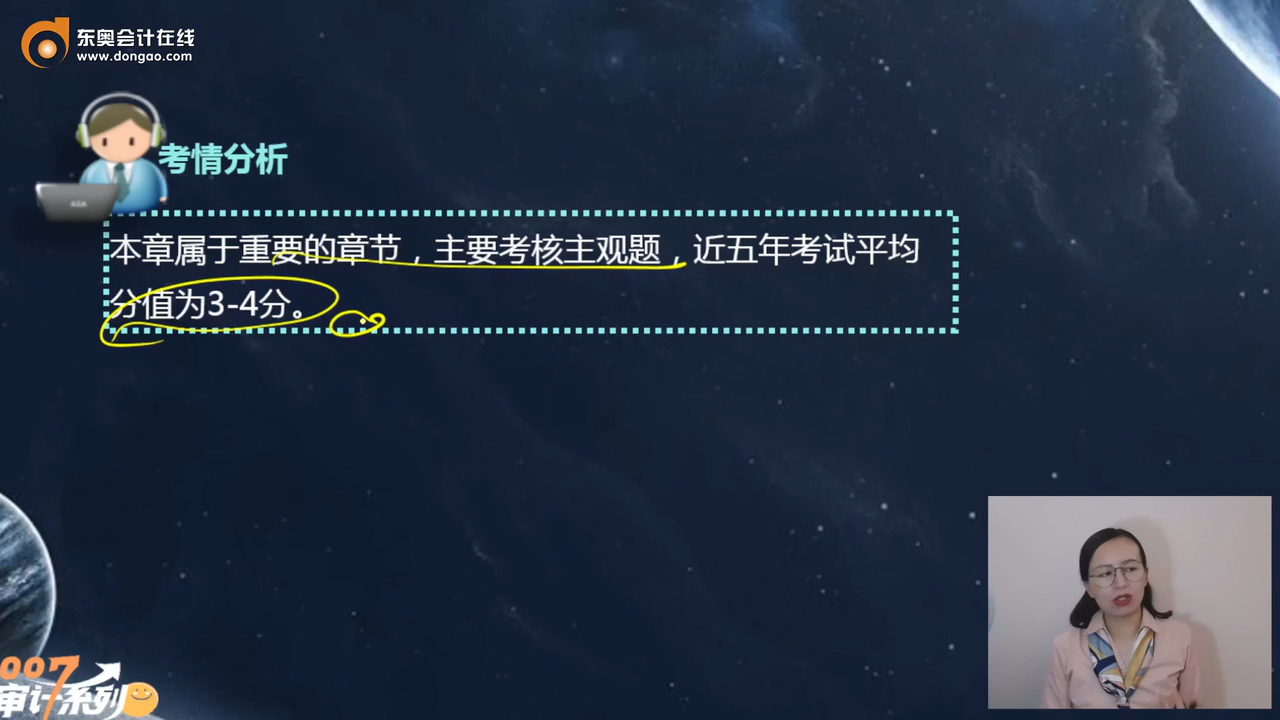 东奥会计在线
www.dongao.com
考情分析
本章属于重要的章节，主要考核主观题，近五年考试平均
分值为3-4分。
007
审计系列